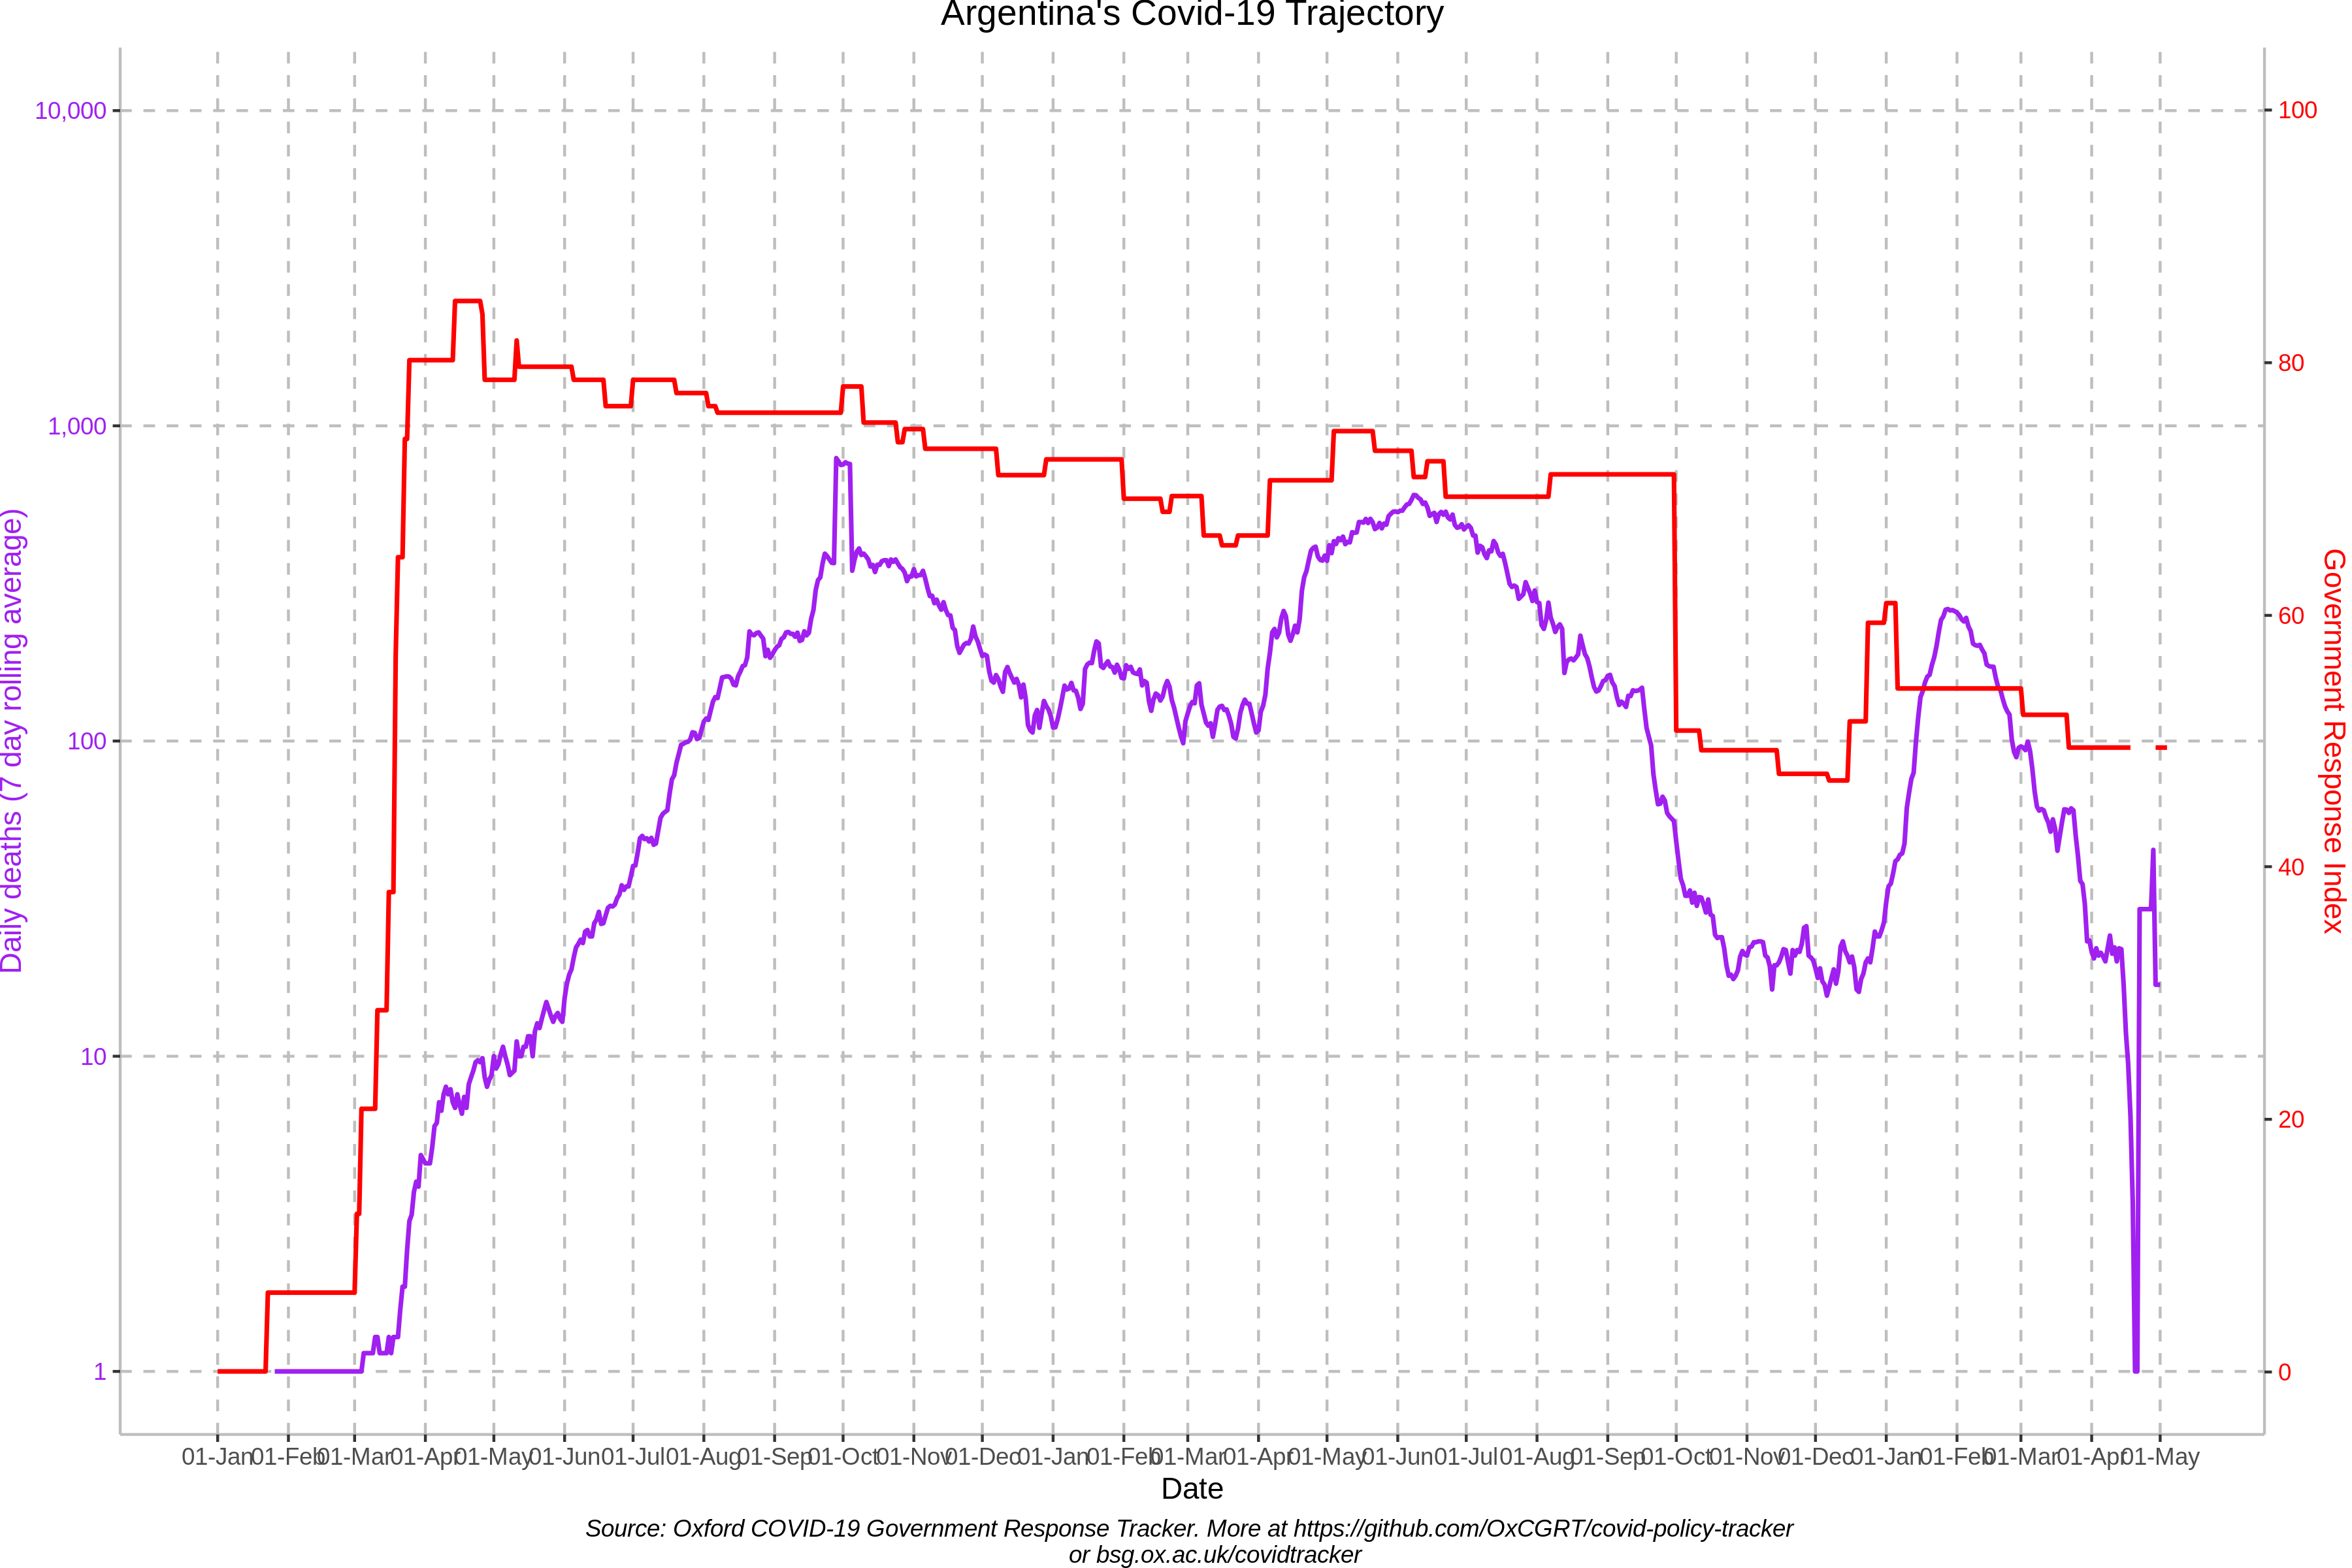 Argentina's Covid-19 Trajectory
10,000
1,000
100
10
1
Daily deaths (7 day rolling average)
100
80
60
40
20
0
Government Response Index
01-Jan 01-Feb 01-Mar 01-Apr 01-May 01-Jun 01-Jul 01-Aug 01-Sep 01-Oct 01-Nov 01-Dec 01-Jan 01-Feb 01-Mar 01-Apr 01-May 01-Jun 01-Jul 01-Aug 01-Sep 01-Oct 01-Nov 01-Dec 01-Jan 01-Feb 01-Mar 01-Apr 01-May
Date
Source: Oxford COVID-19 Government Response Tracker. More at https://github.com/OxCGRT/covid-policy-tracker
or bsg.ox.ac.uk/covidtracker